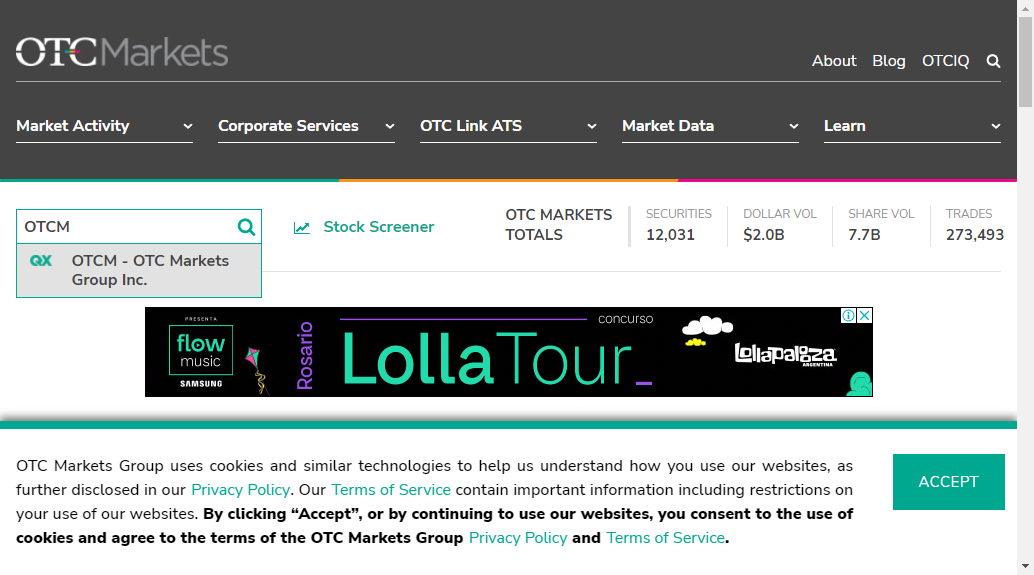 OTCMarkets
About Blog OTCIQ
Market Activity
Corporate Services
OTC Link ATS
Market Data
Learn
OTCM
QX OTCM - OTC Markets
Group Inc.
Stock Screener
OTC MARKETS
TOTALS
SECURITIES
12,031
DOLLAR VOL
$2.0B
SHARE VOL
7.7B
TRADES
273,493
PRESENTA
flow
music
SAMSUNG
Rosario
concurso
LollaTour_
Lollapalooza
ARGENTINA
OTC Markets Group uses cookies and similar technologies to help us understand how you use our websites, as
further disclosed in our Privacy Policy. Our Terms of Service contain important information including restrictions on
your use of our websites. By clicking “Accept”, or by continuing to use our websites, you consent to the use of
cookies and agree to the terms of the OTC Markets Group Privacy Policy and Terms of Service.
ACCEPT